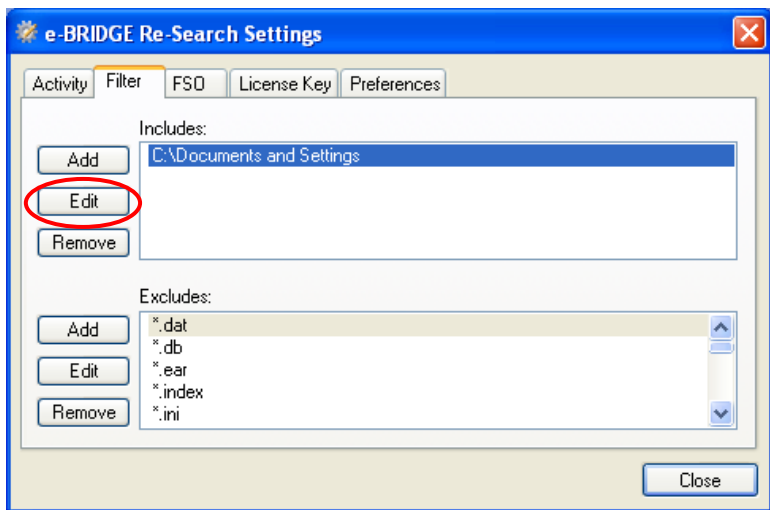 e-BRIDGE Re-Search Settings
Activity Filter FSO License Key Preferences
Includes:
Add
Edit
Remove
C:\Documents and Settings
Excludes:
Add
Edit
Remove
*.dat
*.db
*.ear
*.index
*.ini
Close